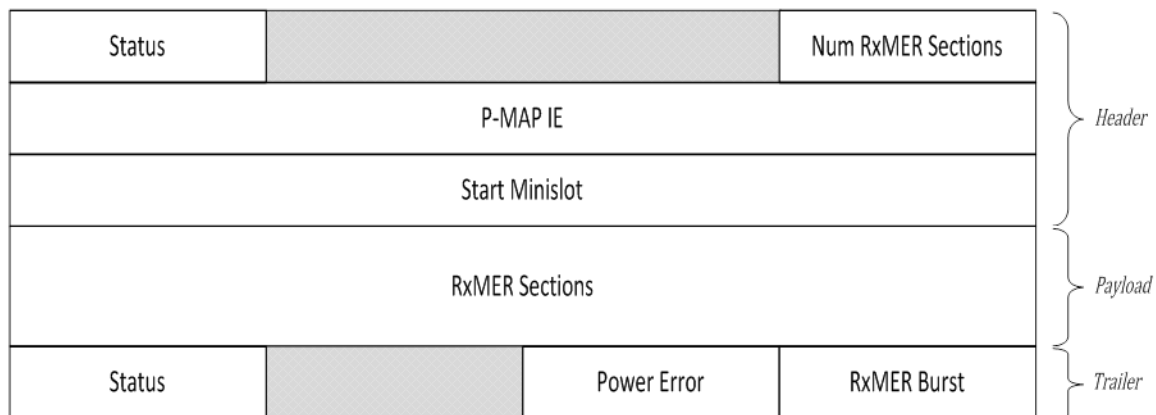 Status
Num RxMER Sections
P-MAP IE
Header
Start Minislot
RxMER Sections
Payload
Status
Power Error
RxMER Burst
Trailer